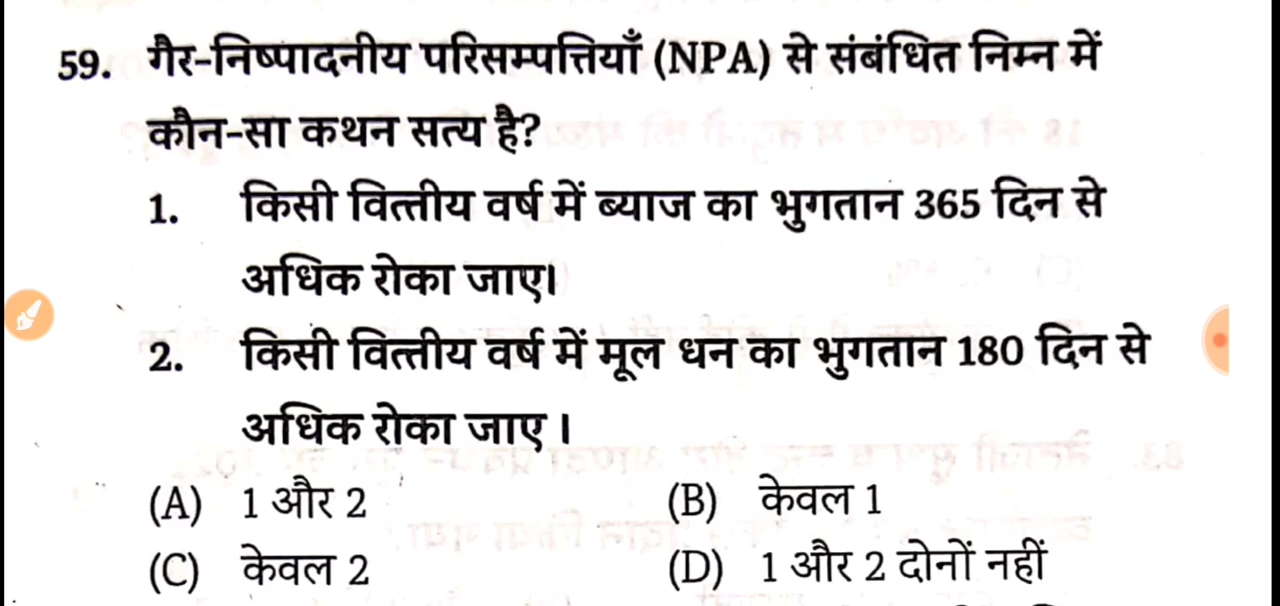 59. गैर-निष्पादनीय परिसम्पत्तियाँ (NPA) से संबंधित निम्न में
कौन-सा कथन सत्य है?
1. किसी वित्तीय वर्ष में ब्याज का भुगतान 365 दिन से
अधिक रोका जाए।
2. किसी वित्तीय वर्ष में मूल धन का भुगतान 180 दिन से
अधिक रोका जाए।
(A) 1 और 2 (B) केवल 1
(C) केवल 2 (D) 1 और 2 दोनों नहीं